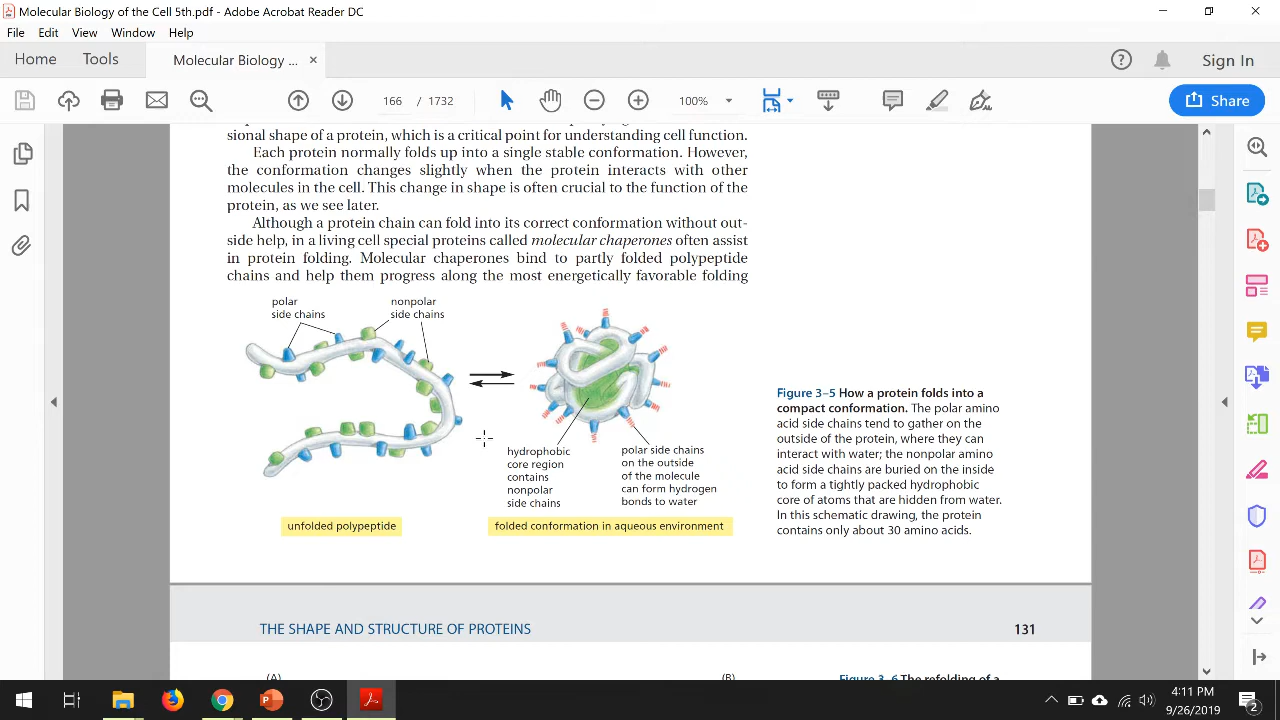 Molecular Biology of the Cell 5th.pdf - Adobe Acrobat Reader DC
File Edit View Window Help
Home Tools Molecular Biology ... × Sign In
166 / 1732 100% Share
sional shape of a protein, which is a critical point for understanding cell function.
Each protein normally folds up into a single stable conformation. However,
the conformation changes slightly when the protein interacts with other
molecules in the cell. This change in shape is often crucial to the function of the
protein, as we see later.
Although a protein chain can fold into its correct conformation without out-
side help, in a living cell special proteins called molecular chaperones often assist
in protein folding. Molecular chaperones bind to partly folded polypeptide
chains and help them progress along the most energetically favorable folding
polar
side chains
nonpolar
side chains
hydrophobic
core region
contains
nonpolar
side chains
polar side chains
on the outside
of the molecule
can form hydrogen
bonds to water
unfolded polypeptide
folded conformation in aqueous environment
Figure 3–5 How a protein folds into a
compact conformation. The polar amino
acid side chains tend to gather on the
outside of the protein, where they can
interact with water; the nonpolar amino
acid side chains are buried on the inside
to form a tightly packed hydrophobic
core of atoms that are hidden from water.
In this schematic drawing, the protein
contains only about 30 amino acids.
THE SHAPE AND STRUCTURE OF PROTEINS 131
(A) (B) Figure 3–6 The refolding of a
4:11 PM
9/26/2019
2